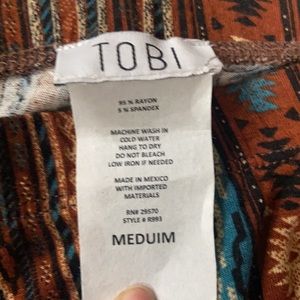 TOBI
95 % RAYON
5 % SPANDEX
MACHINE WASH IN
COLD WATER
HANG TO DRY
DO NOT BLEACH
LOW IRON IF NEEDED
MADE IN MEXICO
WITH IMPORTED
MATERIALS
RN# 29570
STYLE # R993
MEDUIM